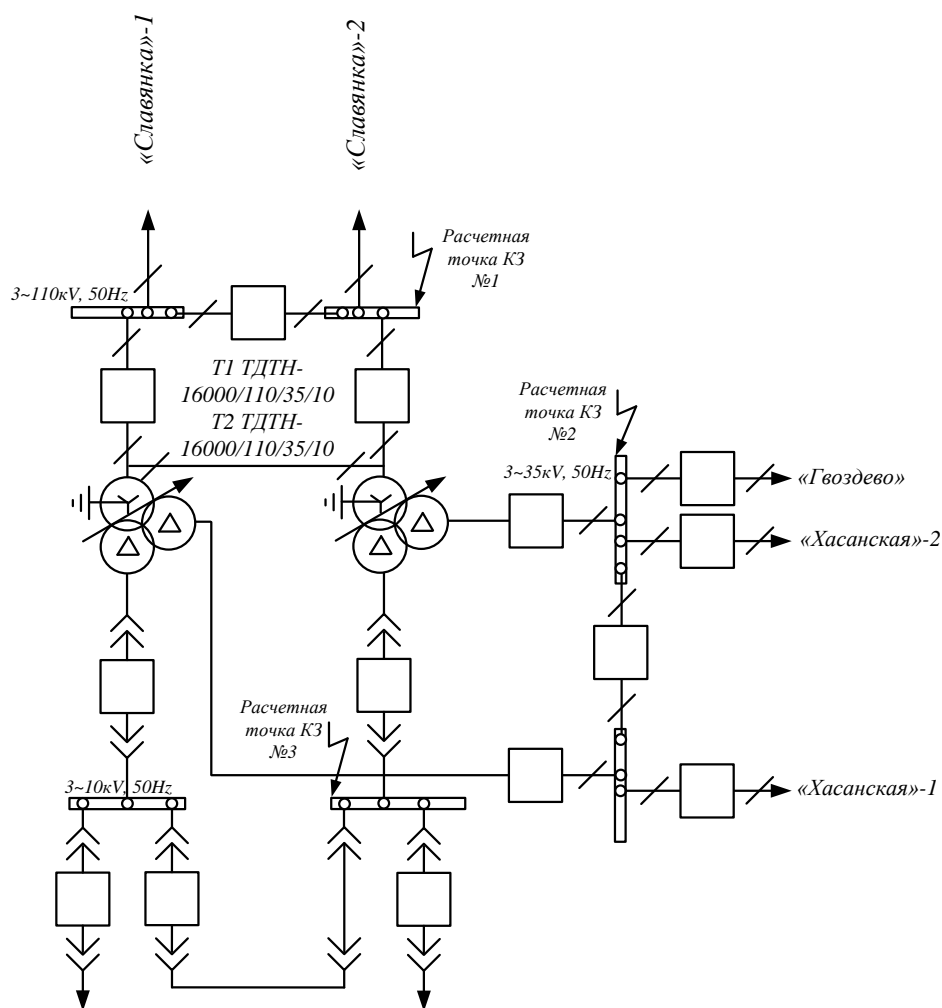 «Славянка»-1
«Славянка»-2
Расчетная
точка КЗ
№1
3~110кV, 50Hz
Т1 ТДТН-
16000/110/35/10
Т2 ТДТН-
16000/110/35/10
Расчетная
точка КЗ
№2
3~35кV, 50Hz
«Гвоздево»
«Хасанская»-2
Расчетная
точка КЗ
№3
3~10кV, 50Hz
«Хасанская»-1